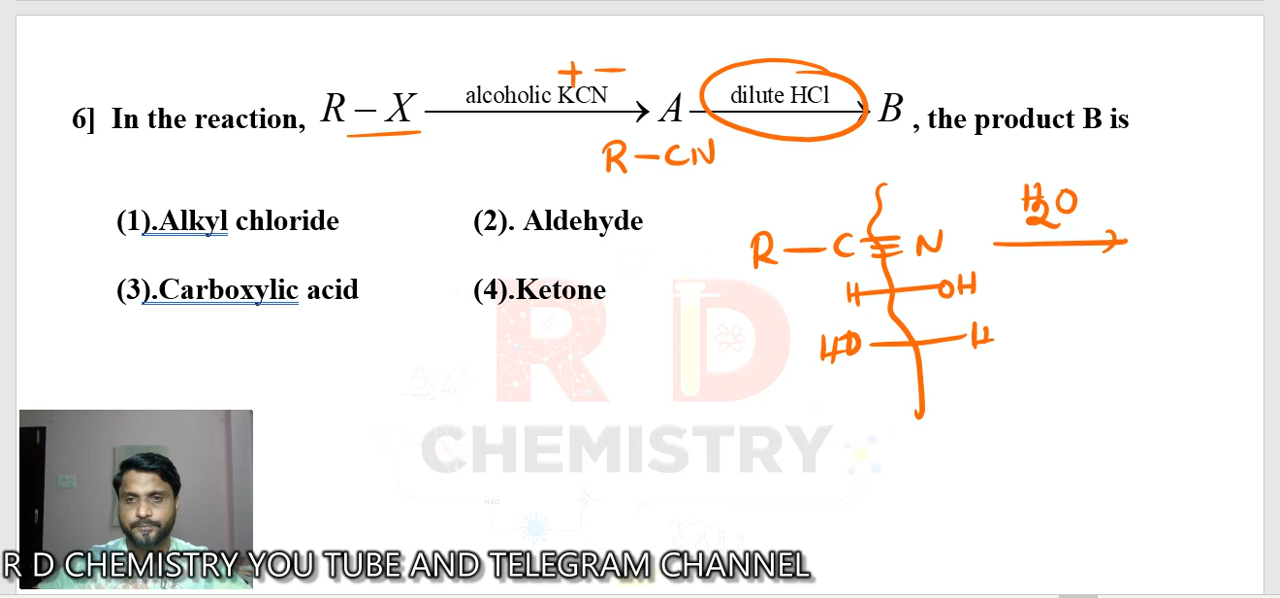 + −
6] In the reaction, R – X alcoholic KCN A dilute HCl B , the product B is
R – CN
(1).Alkyl chloride (2). Aldehyde
R – C ≡ N H2O
(3).Carboxylic acid (4).Ketone
H OH
HO H
R D
CHEMISTRY
H2O
R D CHEMISTRY YOU TUBE AND TELEGRAM CHANNEL